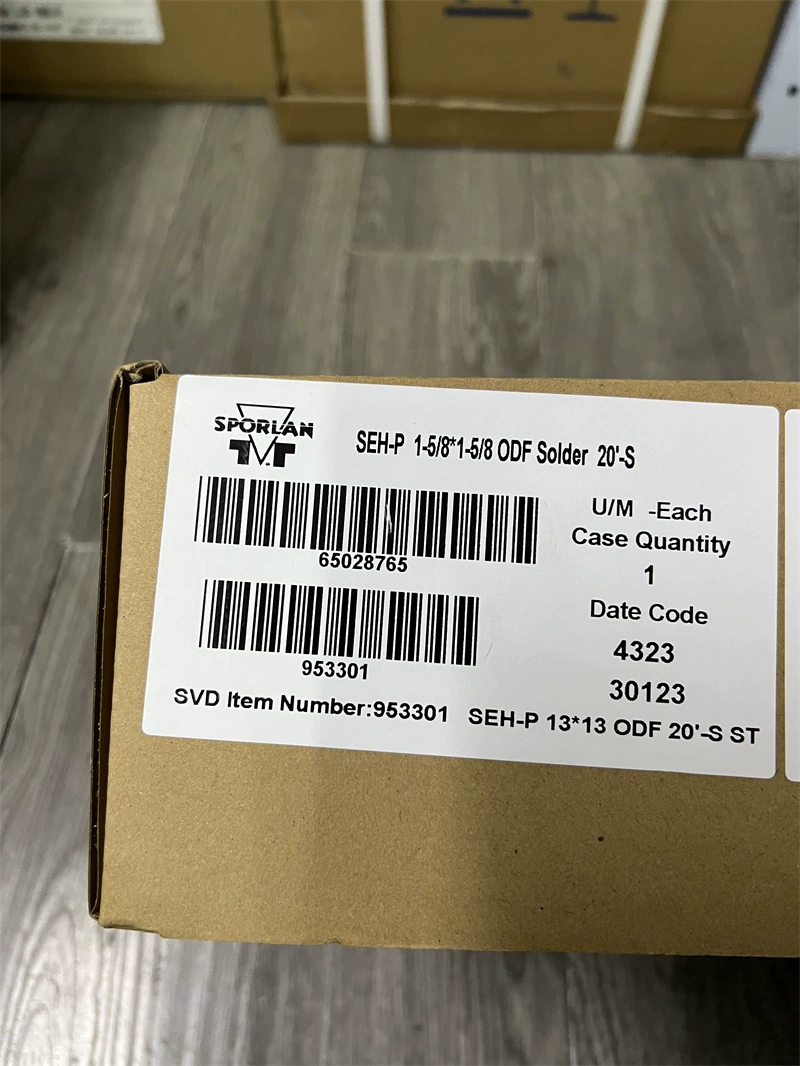 SPORLAN
SEH-P 1-5/8*1-5/8 ODF Solder 20'-S
65028765
953301
SVD Item Number:953301 SEH-P 13*13 ODF 20'-S ST
U/M -Each
Case Quantity
1
Date Code
4323
30123